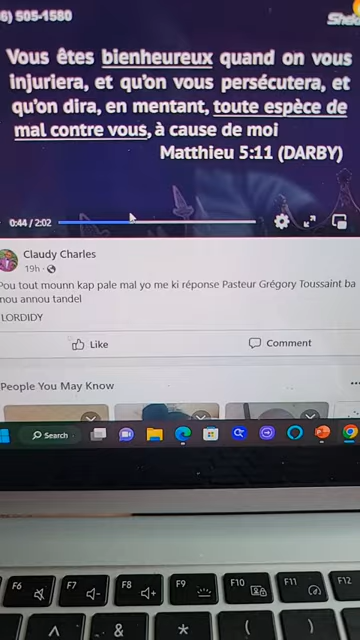 6) 505-1580
Shek
Vous êtes bienheureux quand on vous
injuriera, et qu'on vous persécutera, et
qu'on dira, en mentant, toute espèce de
mal contre vous, à cause de moi
Matthieu 5:11 (DARBY)
0:44 / 2:02
Claudy Charles
19h ·
Pou tout mounn kap pale mal yo me ki réponse Pasteur Grégory Toussaint ba
nou annou tandel
LORDIDY
Like
Comment
People You May Know
Search
F6
F7
F8
F9
F10
F11
F12
^
&
*
(
)